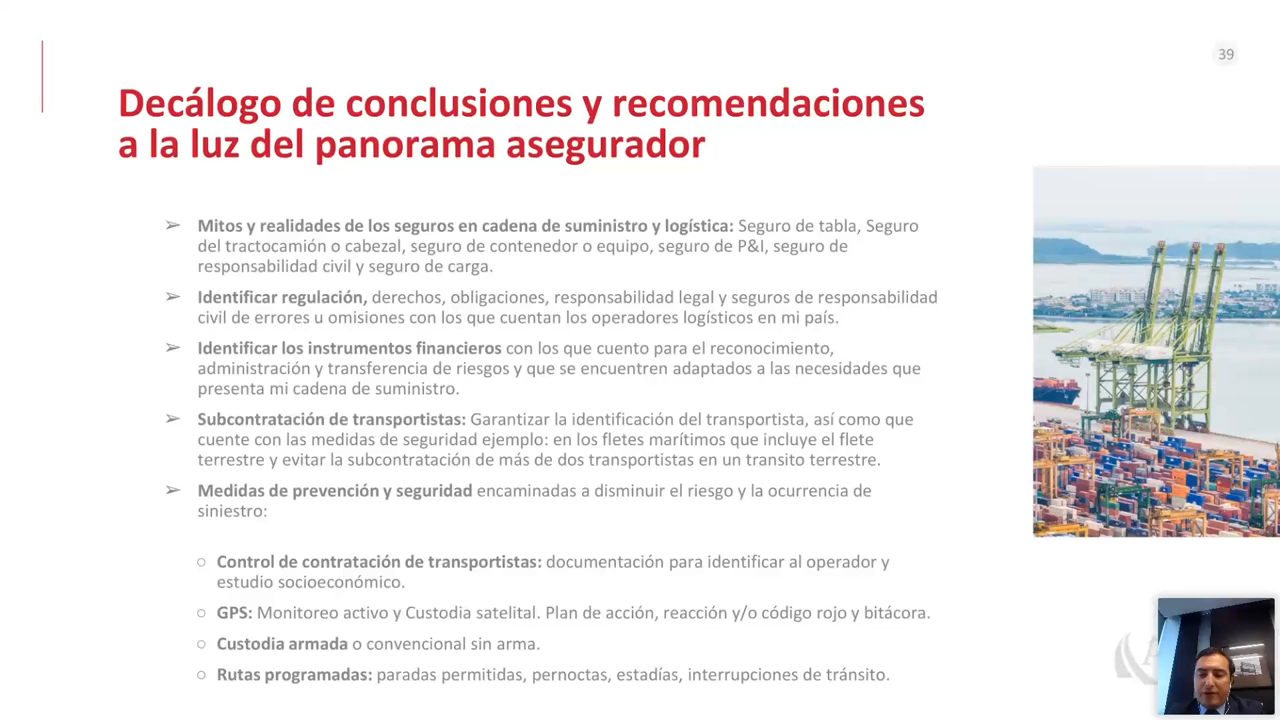 39
Decálogo de conclusiones y recomendaciones
a la luz del panorama asegurador
➢ Mitos y realidades de los seguros en cadena de suministro y logística: Seguro de tabla, Seguro
del tractocamión o cabezal, seguro de contenedor o equipo, seguro de P&I, seguro de
responsabilidad civil y seguro de carga.
➢ Identificar regulación, derechos, obligaciones, responsabilidad legal y seguros de responsabilidad
civil de errores u omisiones con los que cuentan los operadores logísticos en mi país.
➢ Identificar los instrumentos financieros con los que cuento para el reconocimiento,
administración y transferencia de riesgos y que se encuentren adaptados a las necesidades que
presenta mi cadena de suministro.
➢ Subcontratación de transportistas: Garantizar la identificación del transportista, así como que
cuente con las medidas de seguridad ejemplo: en los fletes marítimos que incluye el flete
terrestre y evitar la subcontratación de más de dos transportistas en un transito terrestre.
➢ Medidas de prevención y seguridad encaminadas a disminuir el riesgo y la ocurrencia de
siniestro:
○ Control de contratación de transportistas: documentación para identificar al operador y
estudio socioeconómico.
○ GPS: Monitoreo activo y Custodia satelital. Plan de acción, reacción y/o código rojo y bitácora.
○ Custodia armada o convencional sin arma.
○ Rutas programadas: paradas permitidas, pernoctes, estadías, interrupciones de tránsito.